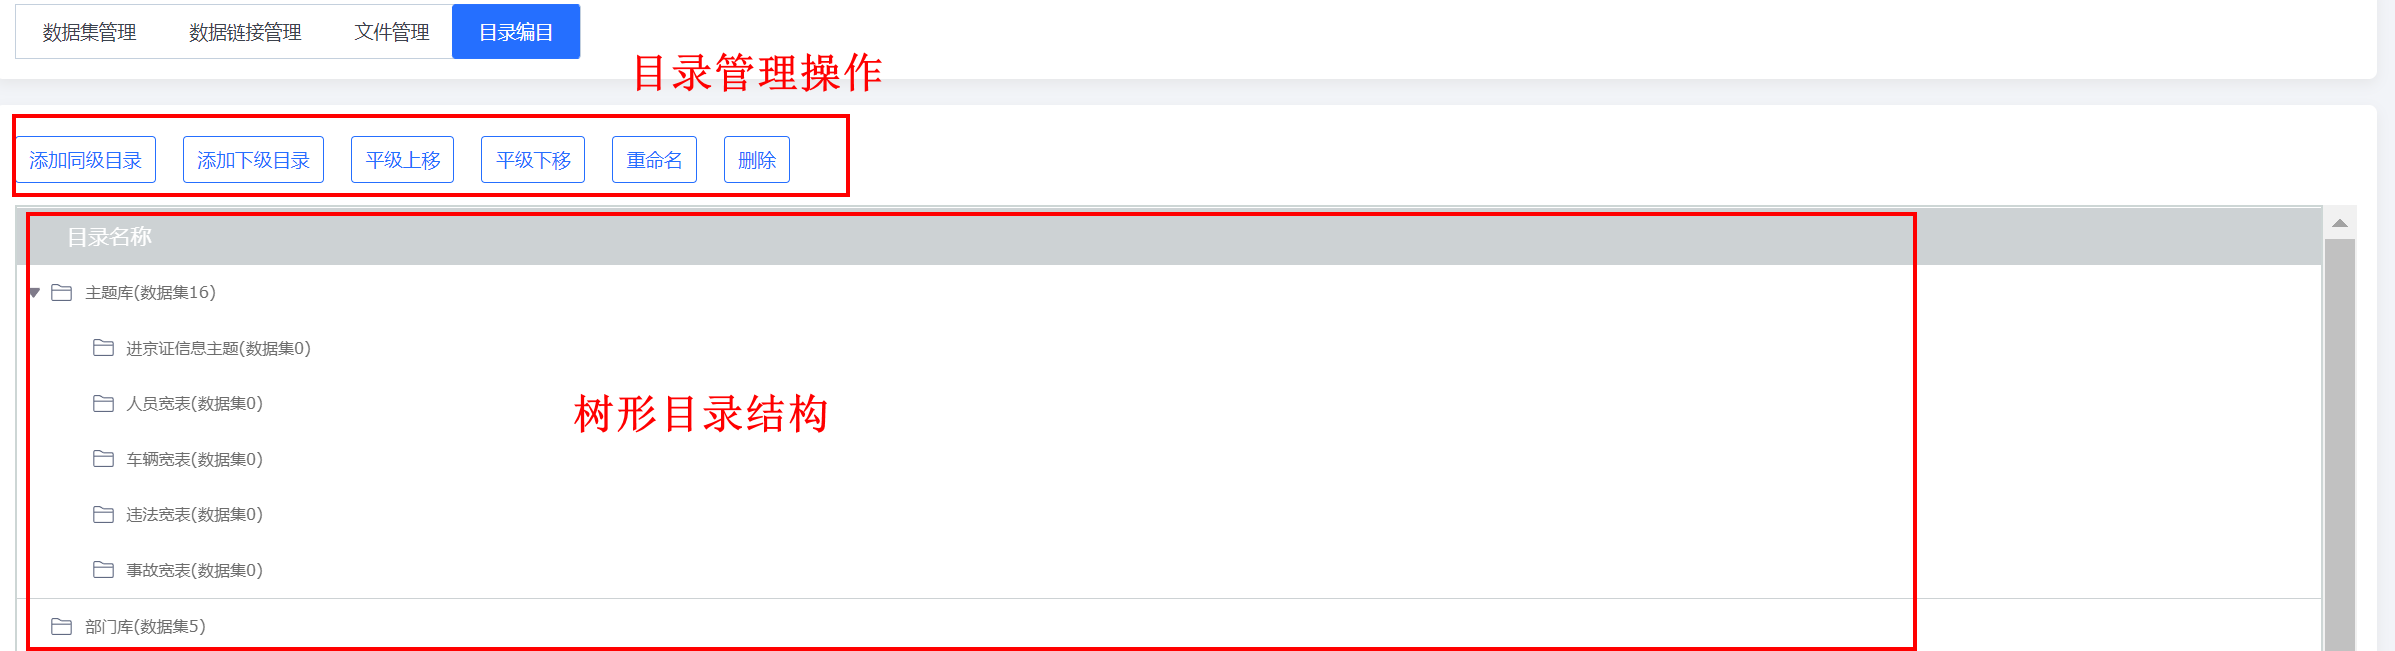 数据集管理 数据链接管理 文件管理 目录编目
目录管理操作
添加同级目录 添加下级目录 平级上移 平级下移 重命名 删除
目录名称
主题库(数据集16)
进京证信息主题(数据集0)
人员宽表(数据集0)
树形目录结构
车辆宽表(数据集0)
违法宽表(数据集0)
事故宽表(数据集0)
部门库(数据集5)